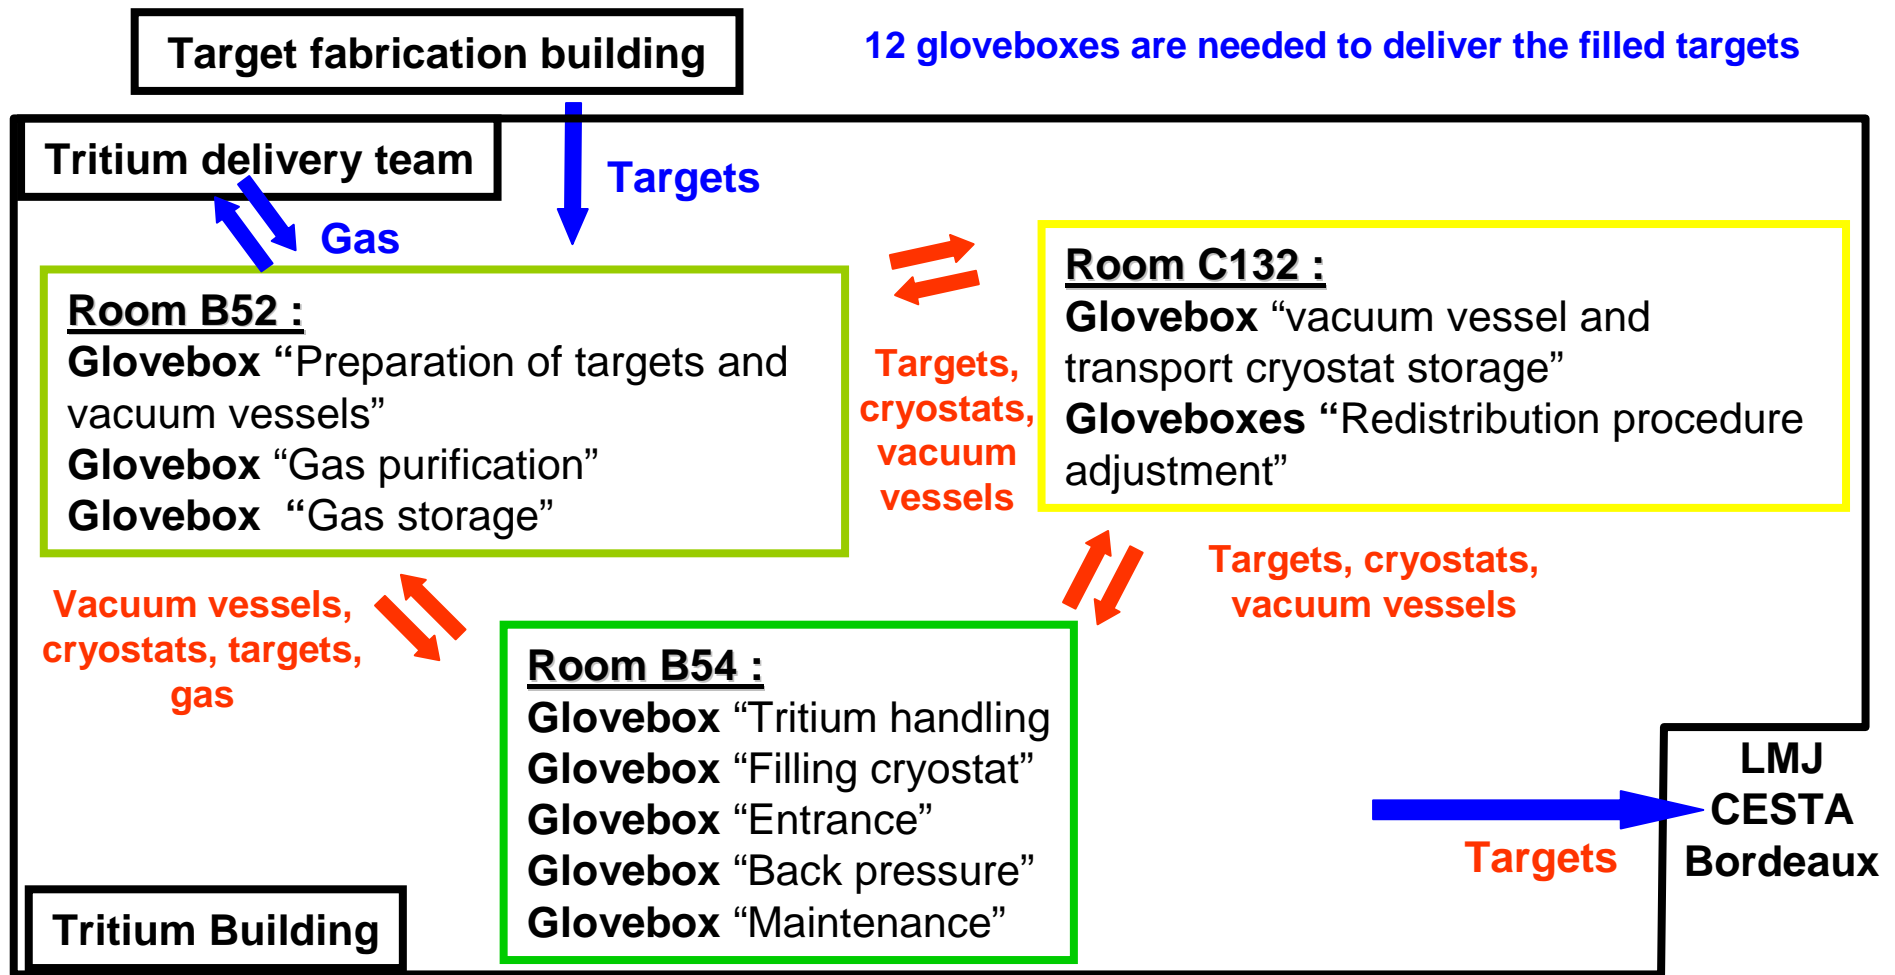 Target fabrication building
12 gloveboxes are needed to deliver the filled targets
Tritium delivery team
Targets
Gas
Room B52 :
Glovebox “Preparation of targets and
vacuum vessels”
Glovebox “Gas purification”
Glovebox “Gas storage”
Targets,
cryostats,
vacuum
vessels
Room C132 :
Glovebox “vacuum vessel and
transport cryostat storage”
Gloveboxes “Redistribution procedure
adjustment”
Vacuum vessels,
cryostats, targets,
gas
Targets, cryostats,
vacuum vessels
Room B54 :
Glovebox “Tritium handling
Glovebox “Filling cryostat”
Glovebox “Entrance”
Glovebox “Back pressure”
Glovebox “Maintenance”
Targets
LMJ
CESTA
Bordeaux
Tritium Building